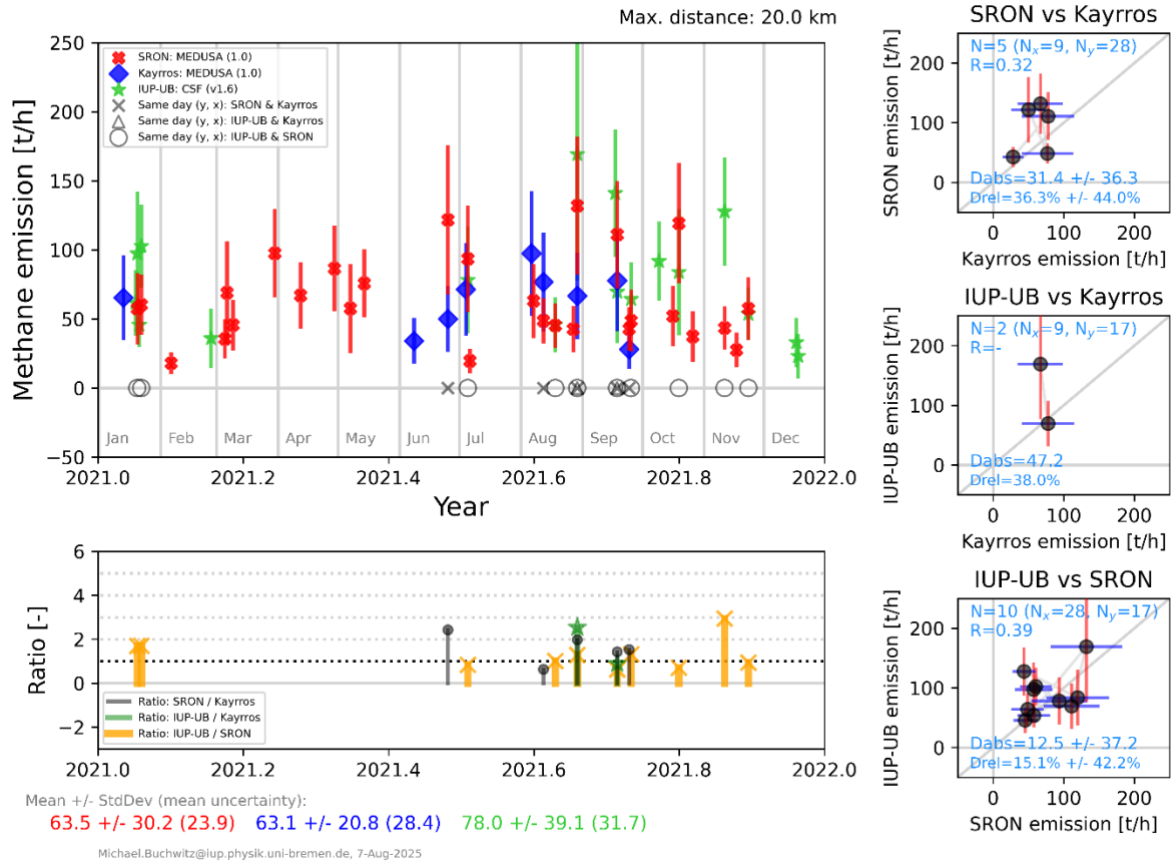 Max. distance: 20.0 km
SRON: MEDUSA (1.0)
Kayrros: MEDUSA (1.0)
IUP-UB: CSF (v1.6)
Same day (y, x): SRON & Kayrros
Same day (y, x): IUP-UB & Kayrros
Same day (y, x): IUP-UB & SRON
Methane emission [t/h]
250
200
150
100
50
0
−50
Jan Feb Mar Apr May Jun Jul Aug Sep Oct Nov Dec
2021.0 2021.2 2021.4 2021.6 2021.8 2022.0
Year
Ratio [-]
6
4
2
0
−2
Ratio: SRON / Kayrros
Ratio: IUP-UB / Kayrros
Ratio: IUP-UB / SRON
2021.0 2021.2 2021.4 2021.6 2021.8 2022.0
Mean +/- StdDev (mean uncertainty):
63.5 +/- 30.2 (23.9) 63.1 +/- 20.8 (28.4) 78.0 +/- 39.1 (31.7)
Michael.Buchwitz@iup.physik.uni-bremen.de, 7-Aug-2025
SRON vs Kayrros
N=5 (Nx=9, Ny=28)
R=0.32
SRON emission [t/h]
200
100
0
Dabs=31.4 +/- 36.3
Drel=36.3% +/- 44.0%
0 100 200
Kayrros emission [t/h]
IUP-UB vs Kayrros
N=2 (Nx=9, Ny=17)
R=-
IUP-UB emission [t/h]
200
100
0
Dabs=47.2
Drel=38.0%
0 100 200
Kayrros emission [t/h]
IUP-UB vs SRON
N=10 (Nx=28, Ny=17)
R=0.39
IUP-UB emission [t/h]
200
100
0
Dabs=12.5 +/- 37.2
Drel=15.1% +/- 42.2%
0 100 200
SRON emission [t/h]